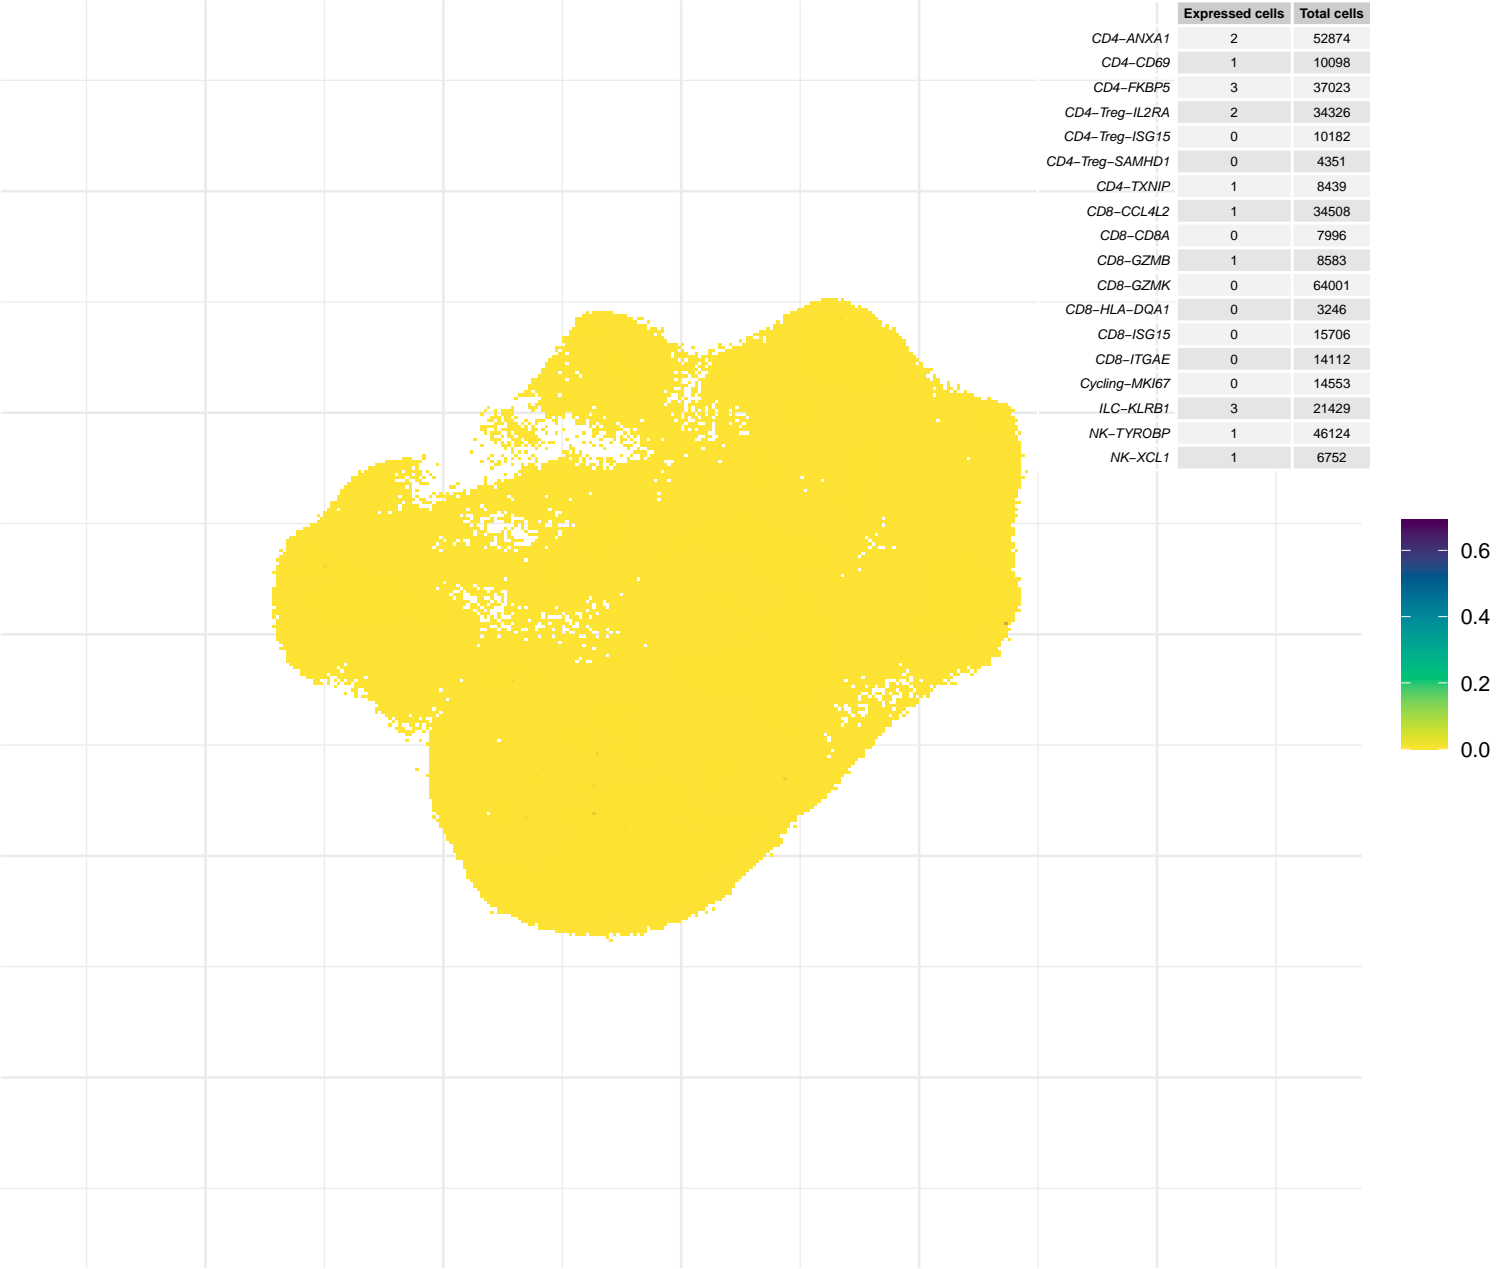 Expressed cells Total cells
CD4−ANXA1 2 52874
CD4−CD69 1 10098
CD4−FKBP5 3 37023
CD4−Treg−IL2RA 2 34326
CD4−Treg−ISG15 0 10182
CD4−Treg−SAMHD1 0 4351
CD4−TXNIP 1 8439
CD8−CCL4L2 1 34508
CD8−CD8A 0 7996
CD8−GZMB 1 8583
CD8−GZMK 0 64001
CD8−HLA−DQA1 0 3246
CD8−ISG15 0 15706
CD8−ITGAE 0 14112
Cycling−MKI67 0 14553
ILC−KLRB1 3 21429
NK−TYROBP 1 46124
NK−XCL1 1 6752
0.6
0.4
0.2
0.0